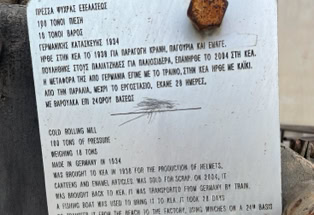 ΠΡΕΣΣΑ ΨΥΧΡΑΣ ΕΞΕΛΑΣΕΩΣ
100 ΤΟΝΟΙ ΠΙΕΣΗ
18 ΤΟΝΟΙ ΒΑΡΟΣ
ΓΕΡΜΑΝΙΚΗΣ ΚΑΤΑΣΚΕΥΗΣ 1934
ΗΡΘΕ ΣΤΗΝ ΚΕΑ ΤΟ 1938 ΓΙΑ ΠΑΡΑΓΩΓΗ ΚΡΑΝΗ, ΠΑΓΟΥΡΙΑ ΚΑΙ ΕΜΑΓΕ.
ΠΟΥΛΗΘΗΚΕ ΣΤΟΥΣ ΠΑΛΙΑΤΖΗΔΕΣ ΓΙΑ ΠΑΛΙΟΣΙΔΕΡΑ, ΕΠΑΝΗΡΘΕ ΤΟ 2004 ΣΤΗ ΚΕΑ.
Η ΜΕΤΑΦΟΡΑ ΤΗΣ ΑΠΟ ΓΕΡΜΑΝΙΑ ΕΓΙΝΕ ΜΕ ΤΟ ΤΡΑΙΝΟ, ΣΤΗΝ ΚΕΑ ΗΡΘΕ ΜΕ ΚΑΪΚΙ.
ΑΠΟ ΤΗΝ ΠΑΡΑΛΙΑ, ΜΕΧΡΙ ΤΟ ΕΡΓΟΣΤΑΣΙΟ, ΕΚΑΝΕ 28 ΗΜΕΡΕΣ,
ΜΕ ΒΑΡΟΥΛΚΑ ΕΠΙ 24ΩΡΟΥ ΒΑΣΕΩΣ
COLD ROLLING MILL
100 TONS OF PRESSURE
WEIGHING 18 TONS
MADE IN GERMANY IN 1934
WAS BROUGHT TO KEA IN 1938 FOR THE PRODUCTION OF HELMETS,
CANTEENS AND ENAMEL ARTICLES. WAS SOLD FOR SCRAP. ON 2004, IT
WAS BROUGHT BACK TO KEA. IT WAS TRANSPORTED FROM GERMANY BY TRAIN.
A FISHING BOAT WAS USED TO BRING IT TO KEA. IT TOOK 28 DAYS
TO TRANSFER IT FROM THE BEACH TO THE FACTORY, USING WINCHES ON A 24H BASIS